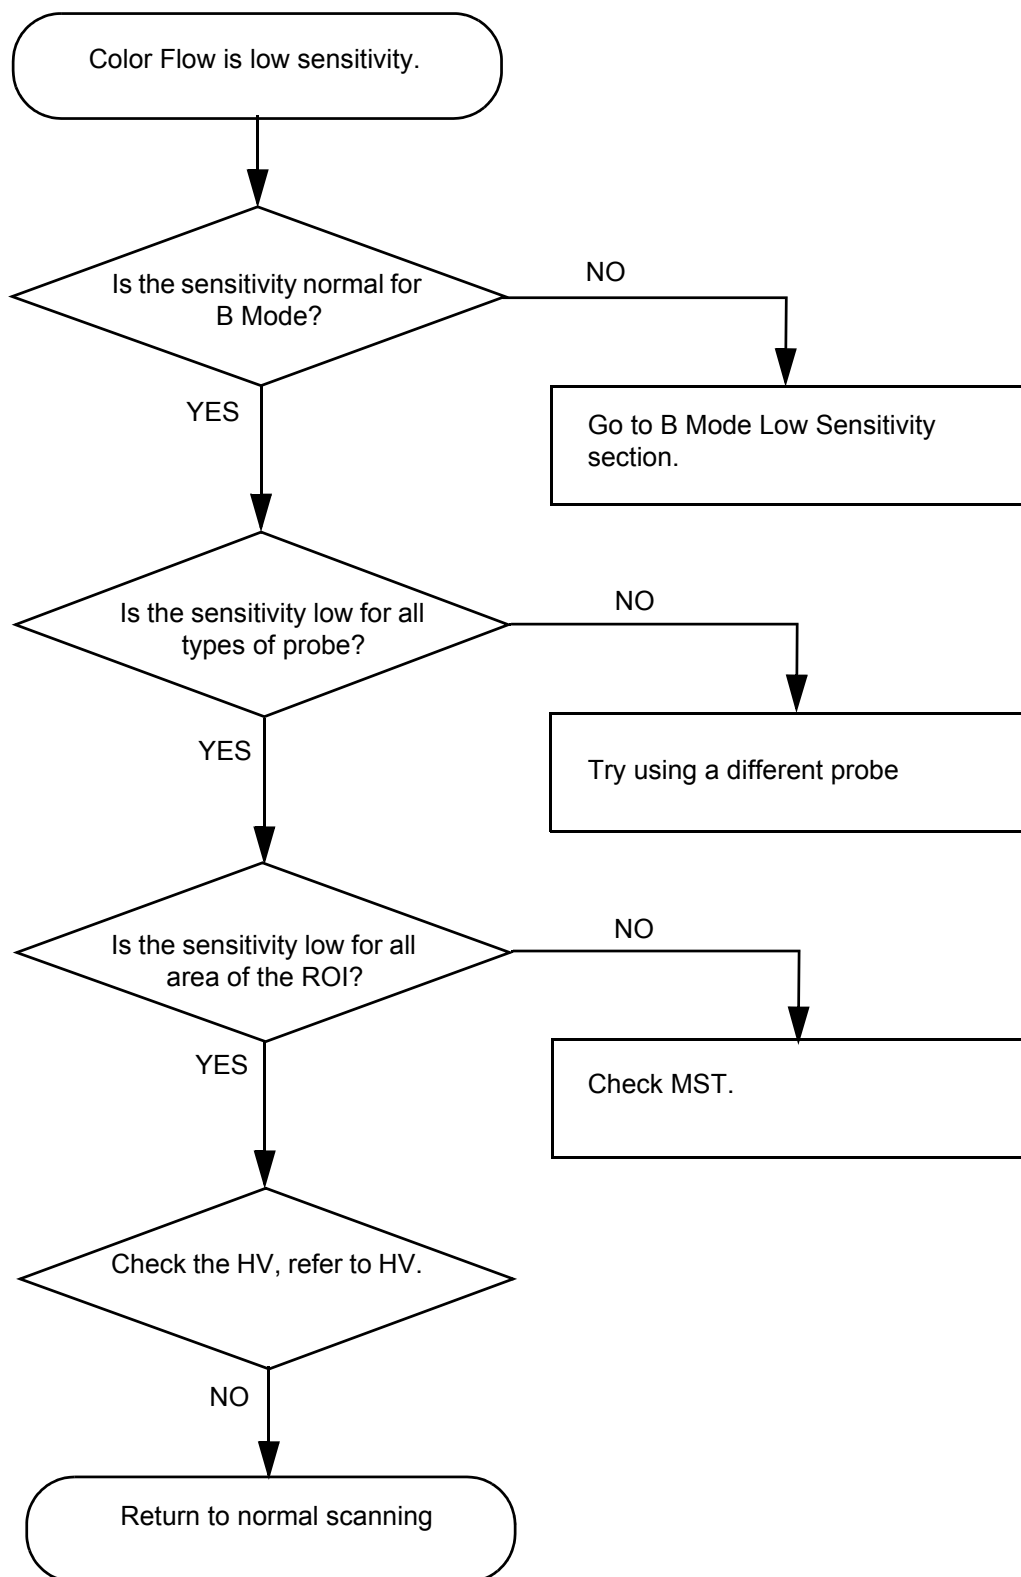 Color Flow is low sensitivity.
Is the sensitivity normal for
B Mode?
NO
YES
Go to B Mode Low Sensitivity
section.
Is the sensitivity low for all
types of probe?
NO
YES
Try using a different probe
Is the sensitivity low for all
area of the ROI?
NO
YES
Check MST.
Check the HV, refer to HV.
NO
Return to normal scanning